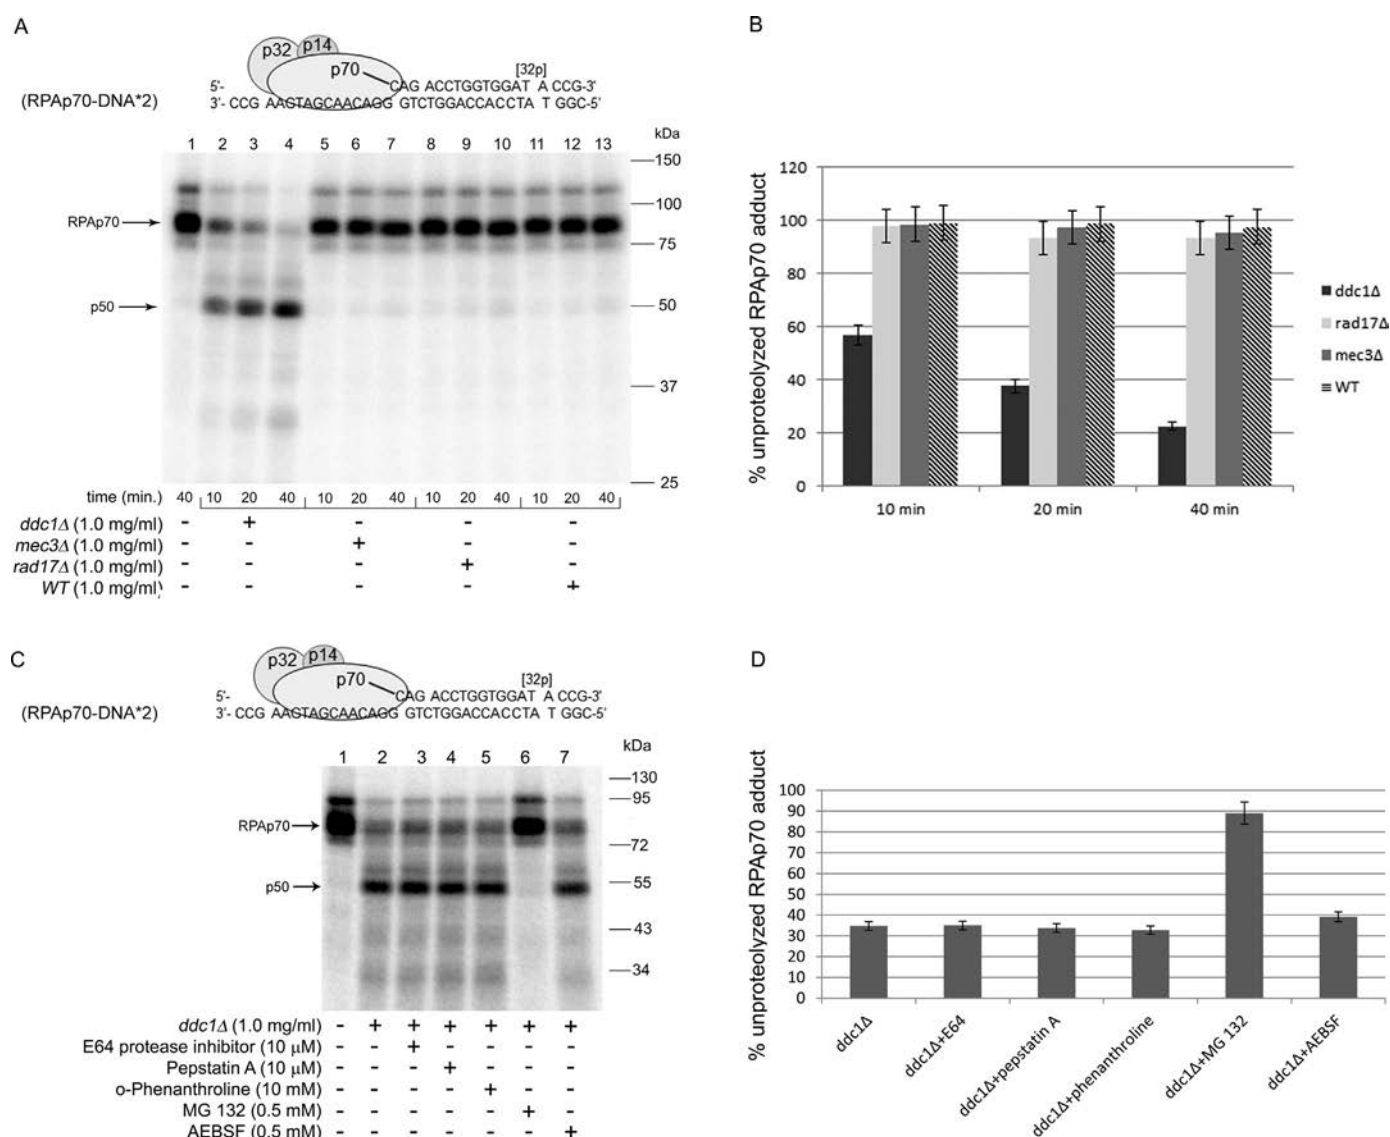 A
p32 p14
p70
[32p]
5'- CAG ACCTGGTGGAT A CCG-3'
(RPAp70-DNA*2) 3'- CCG AAGTAGCAACAGG GTCTGGACCACCTA T GGC-5'
1 2 3 4 5 6 7 8 9 10 11 12 13 kDa
150
RPAp70 100
75
p50 50
37
25
time (min.) 40 10 20 40 10 20 40 10 20 40 10 20 40
ddc1Δ (1.0 mg/ml) - + - - -
mec3Δ (1.0 mg/ml) - - + - -
rad17Δ (1.0 mg/ml) - - - + -
WT (1.0 mg/ml) - - - - +
B
% unproteolyzed RPAp70 adduct
120
100
80
60
40
20
0
10 min 20 min 40 min
ddc1Δ
rad17Δ
mec3Δ
WT
C
p32 p14
p70
[32p]
5'- CAG ACCTGGTGGAT A CCG-3'
(RPAp70-DNA*2) 3'- CCG AAGTAGCAACAGG GTCTGGACCACCTA T GGC-5'
1 2 3 4 5 6 7 kDa
130
95
RPAp70
72
p50 55
43
34
ddc1Δ (1.0 mg/ml) - + + + + + +
E64 protease inhibitor (10 μM) - - + - - - -
Pepstatin A (10 μM) - - - + - - -
o-Phenanthroline (10 mM) - - - - + - -
MG 132 (0.5 mM) - - - - - + -
AEBSF (0.5 mM) - - - - - - +
D
% unproteolyzed RPAp70 adduct
100
90
80
70
60
50
40
30
20
10
0
ddc1Δ
ddc1Δ+E64
ddc1Δ+pepstatin A
ddc1Δ+phenanthroline
ddc1Δ+MG 132
ddc1Δ+AEBSF